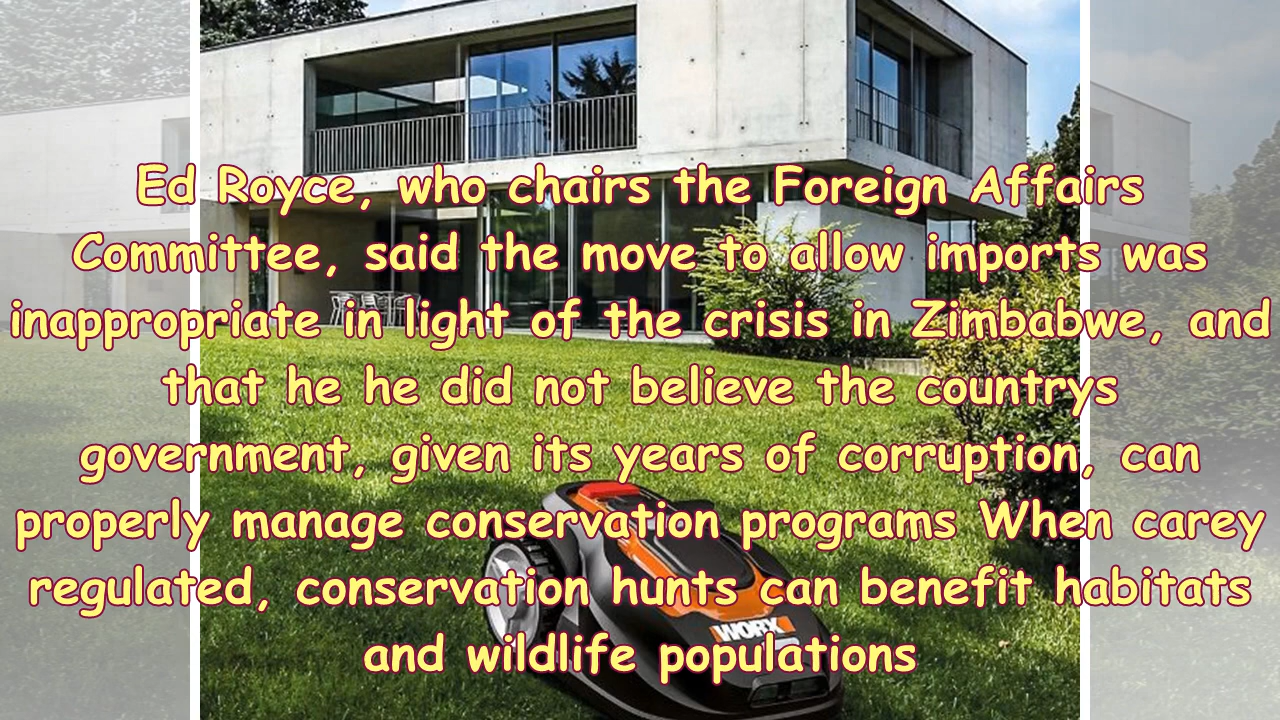 Ed Royce, who chairs the Foreign Affairs
Committee, said the move to allow imports was
inappropriate in light of the crisis in Zimbabwe, and
that he he did not believe the countrys
government, given its years of corruption, can
properly manage conservation programs When carey
regulated, conservation hunts can benefit habitats
WORX
and wildlife populations